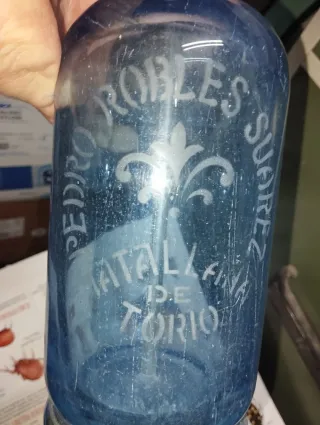 PEDRO ROBLES SUAREZ
MATALLANA
DE
TORIO